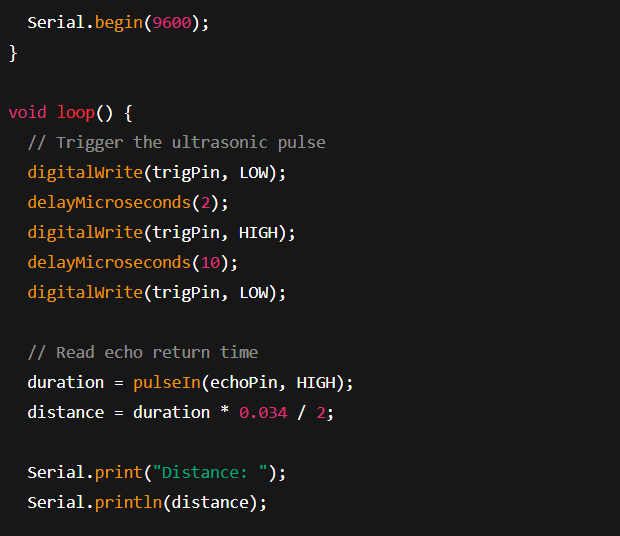 Serial.begin(9600);
}
void loop() {
// Trigger the ultrasonic pulse
digitalWrite(trigPin, LOW);
delayMicroseconds(2);
digitalWrite(trigPin, HIGH);
delayMicroseconds(10);
digitalWrite(trigPin, LOW);
// Read echo return time
duration = pulseIn(echoPin, HIGH);
distance = duration * 0.034 / 2;
Serial.print("Distance: ");
Serial.println(distance);